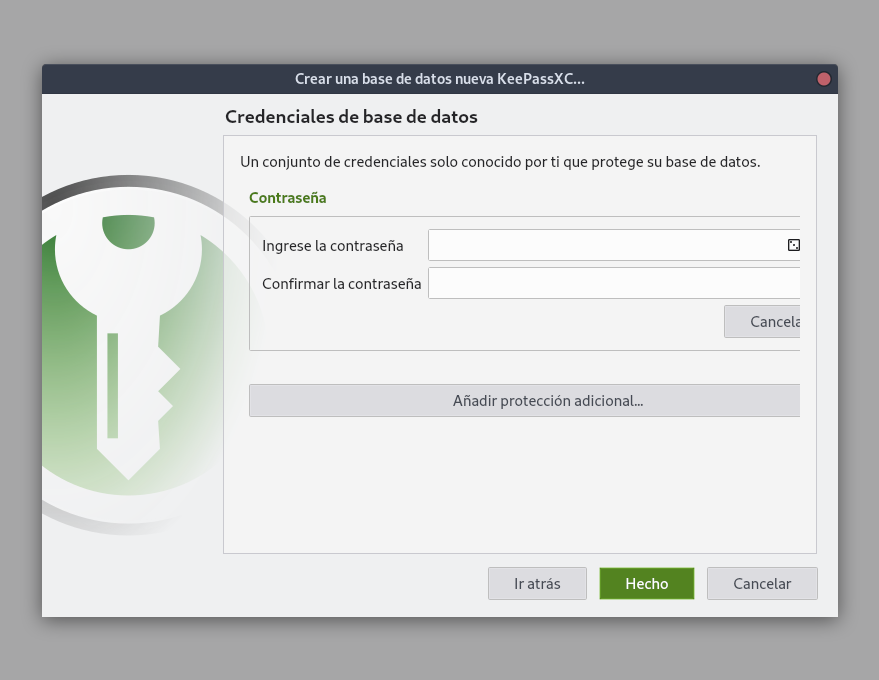 Crear una base de datos nueva KeePassXC...
Credenciales de base de datos
Un conjunto de credenciales solo conocido por ti que protege su base de datos.
Contraseña
Ingrese la contraseña
Confirmar la contraseña
Cancela
Añadir protección adicional...
Ir atrás
Hecho
Cancelar